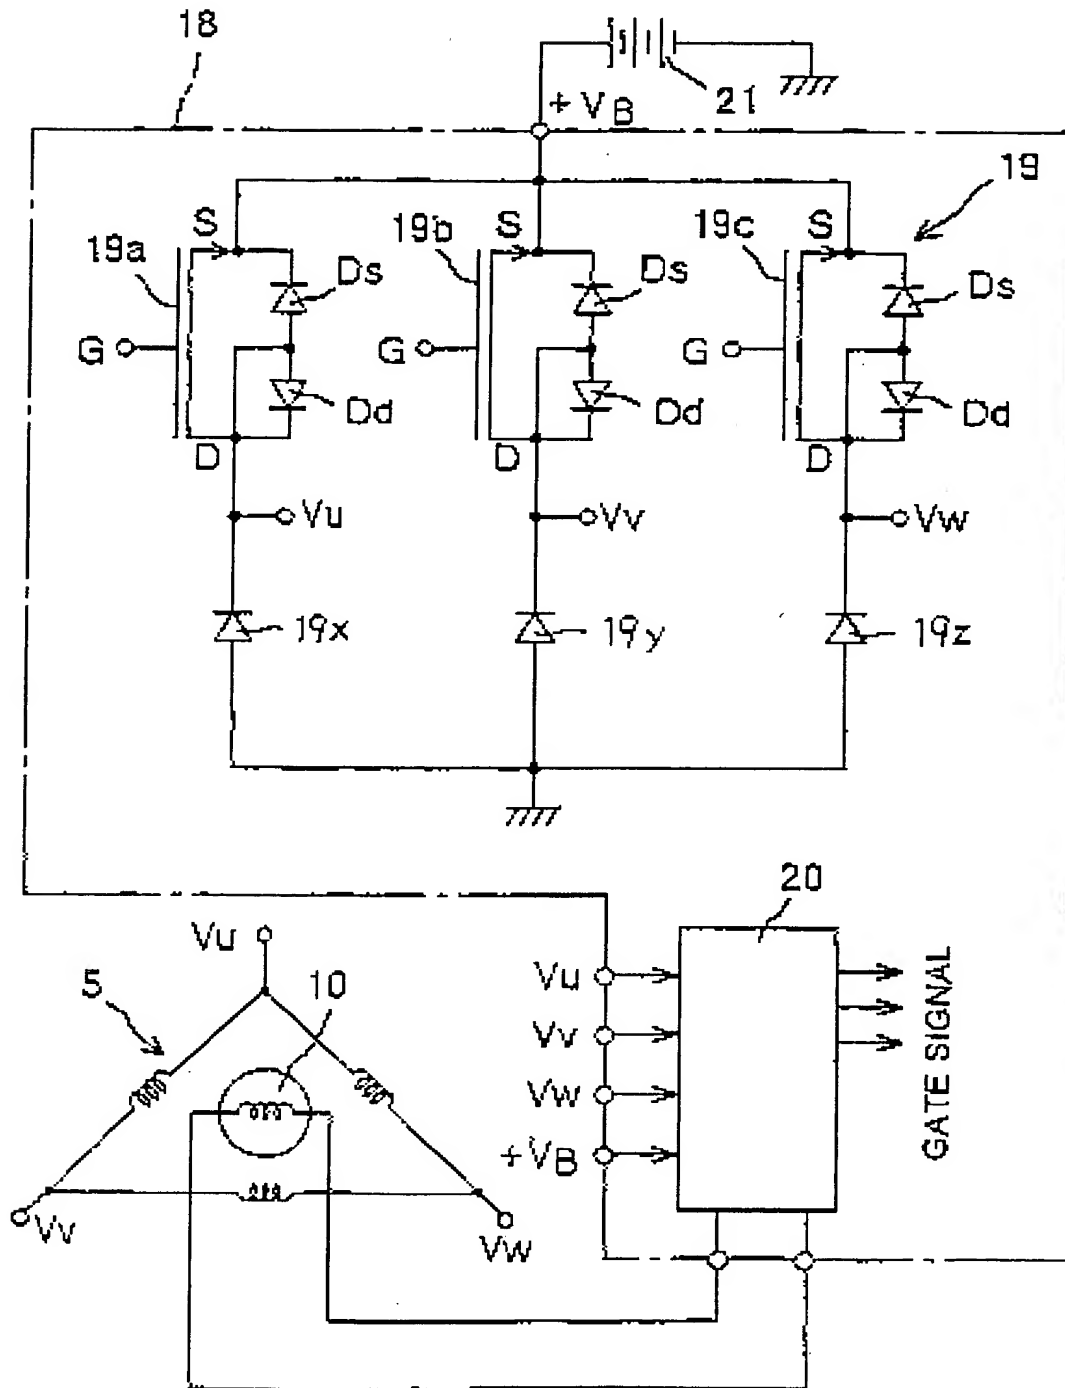 18
21
+VB
19
S
S
S
19a
19b
19c
Ds
Ds
Ds
G
G
G
Dd
Dd
Dd
D
D
D
Vu
Vv
Vw
19x
19y
19z
20
Vu
5
10
Vv
Vw
Vu
Vv
Vw
+VB
GATE SIGNAL